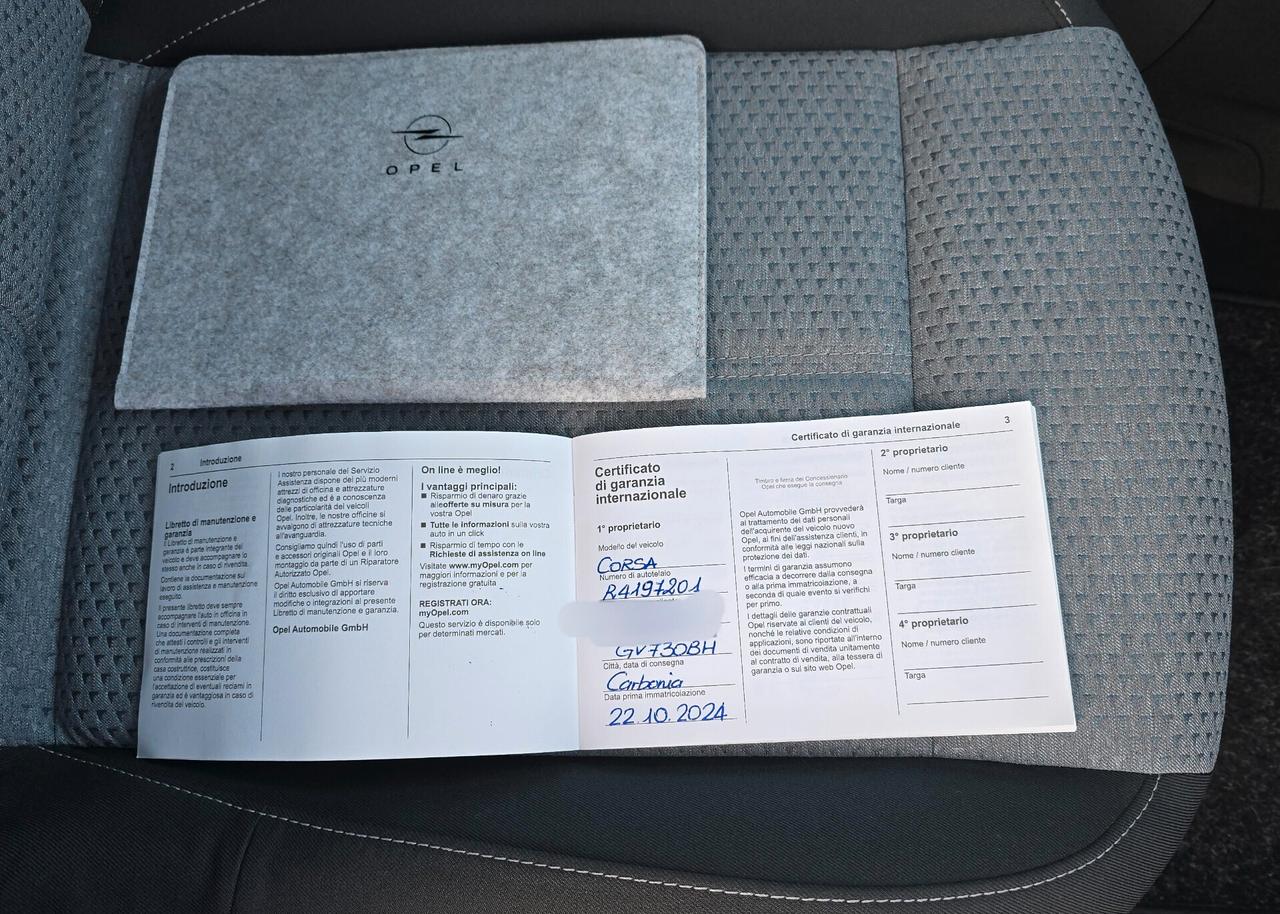 OPEL
2 Introduzione
Introduzione
Libretto di manutenzione e
garanzia
Il Libretto di manutenzione e
garanzia è parte integrante del
veicolo e deve accompagnare lo
stesso anche in caso di rivendita.
Contiene la documentazione sul
lavoro di assistenza e manutenzione
eseguito.
Il presente libretto deve sempre
accompagnare l'auto in officina in
caso di interventi di manutenzione.
Una documentazione completa
che attesti i controlli e gli interventi
di manutenzione realizzati in
conformità alle prescrizioni della
casa costruttrice, costituisce
una condizione essenziale per
l'accettazione di eventuali reclami in
garanzia ed è vantaggiosa in caso di
rivendita del veicolo.
I nostro personale del Servizio
Assistenza dispone dei più moderni
attrezzi di officina e attrezzature
diagnostiche ed è a conoscenza
delle particolarità dei veicoli
Opel. Inoltre, le nostre officine si
avvalgono di attrezzature tecniche
all'avanguardia.
Consigliamo quindi l'uso di parti
e accessori originali Opel e il loro
montaggio da parte di un Riparatore
Autorizzato Opel.
Opel Automobile GmbH si riserva
il diritto esclusivo di apportare
modifiche o integrazioni al presente
Libretto di manutenzione e garanzia.
Opel Automobile GmbH
On line è meglio!
I vantaggi principali:
■ Risparmio di denaro grazie
alleofferte su misura per la
vostra Opel
■ Tutte le informazioni sulla vostra
auto in un click
■ Risparmio di tempo con le
Richieste di assistenza on line
Visitate www.myOpel.com per
maggiori informazioni e per la
registrazione gratuita
REGISTRATI ORA:
myOpel.com
Questo servizio è disponibile solo
per determinati mercati.
Certificato di garanzia internazionale 3
Certificato
di garanzia
internazionale
1° proprietario
Modello del veicolo
CORSA
Numero di autotelaio
R4197201
GV730BH
Città, data di consegna
Carbonia
Data prima immatricolazione
22.10.2024
Timbro e firma del Concessionario
Opel che esegue la consegna
Opel Automobile GmbH provvederà
al trattamento dei dati personali
dell'acquirente del veicolo nuovo
Opel, ai fini dell'assistenza clienti, in
conformità alle leggi nazionali sulla
protezione dei dati.
I termini di garanzia assumono
efficacia a decorrere dalla consegna
o alla prima immatricolazione, a
seconda di quale evento si verifichi
per primo.
I dettagli delle garanzie contrattuali
Opel riservate ai clienti del veicolo,
nonché le relative condizioni di
applicazioni, sono riportate all'interno
dei documenti di vendita unitamente
al contratto di vendita, alla tessera di
garanzia o sul sito web Opel.
2° proprietario
Nome / numero cliente
Targa
3° proprietario
Nome / numero cliente
Targa
4° proprietario
Nome / numero cliente
Targa